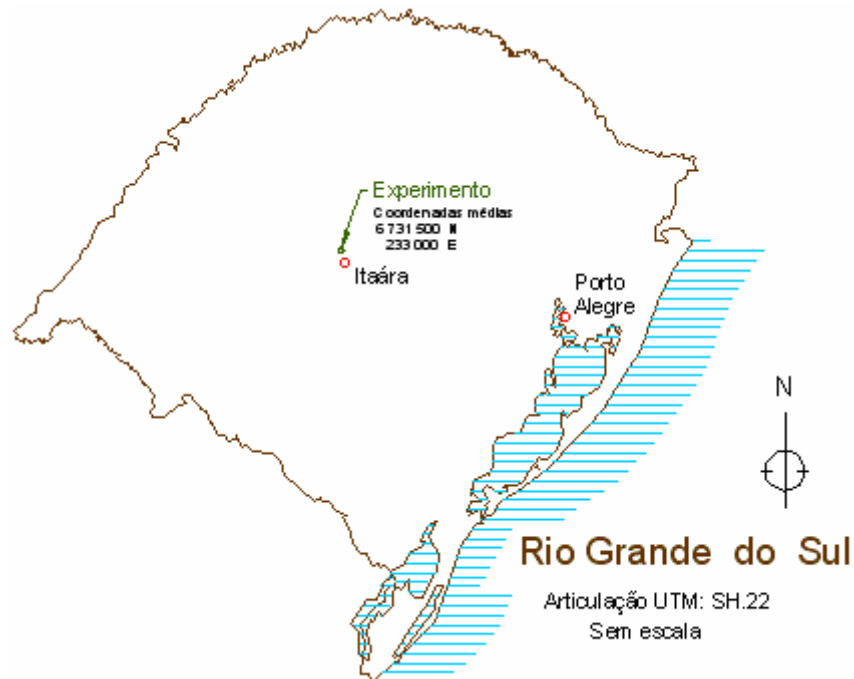 Experimento
Coordenadas médias
6 731 500 N
233 000 E
Itaára
Porto
Alegre
N
Rio Grande do Sul
Articulação UTM: SH.22
Sem escala